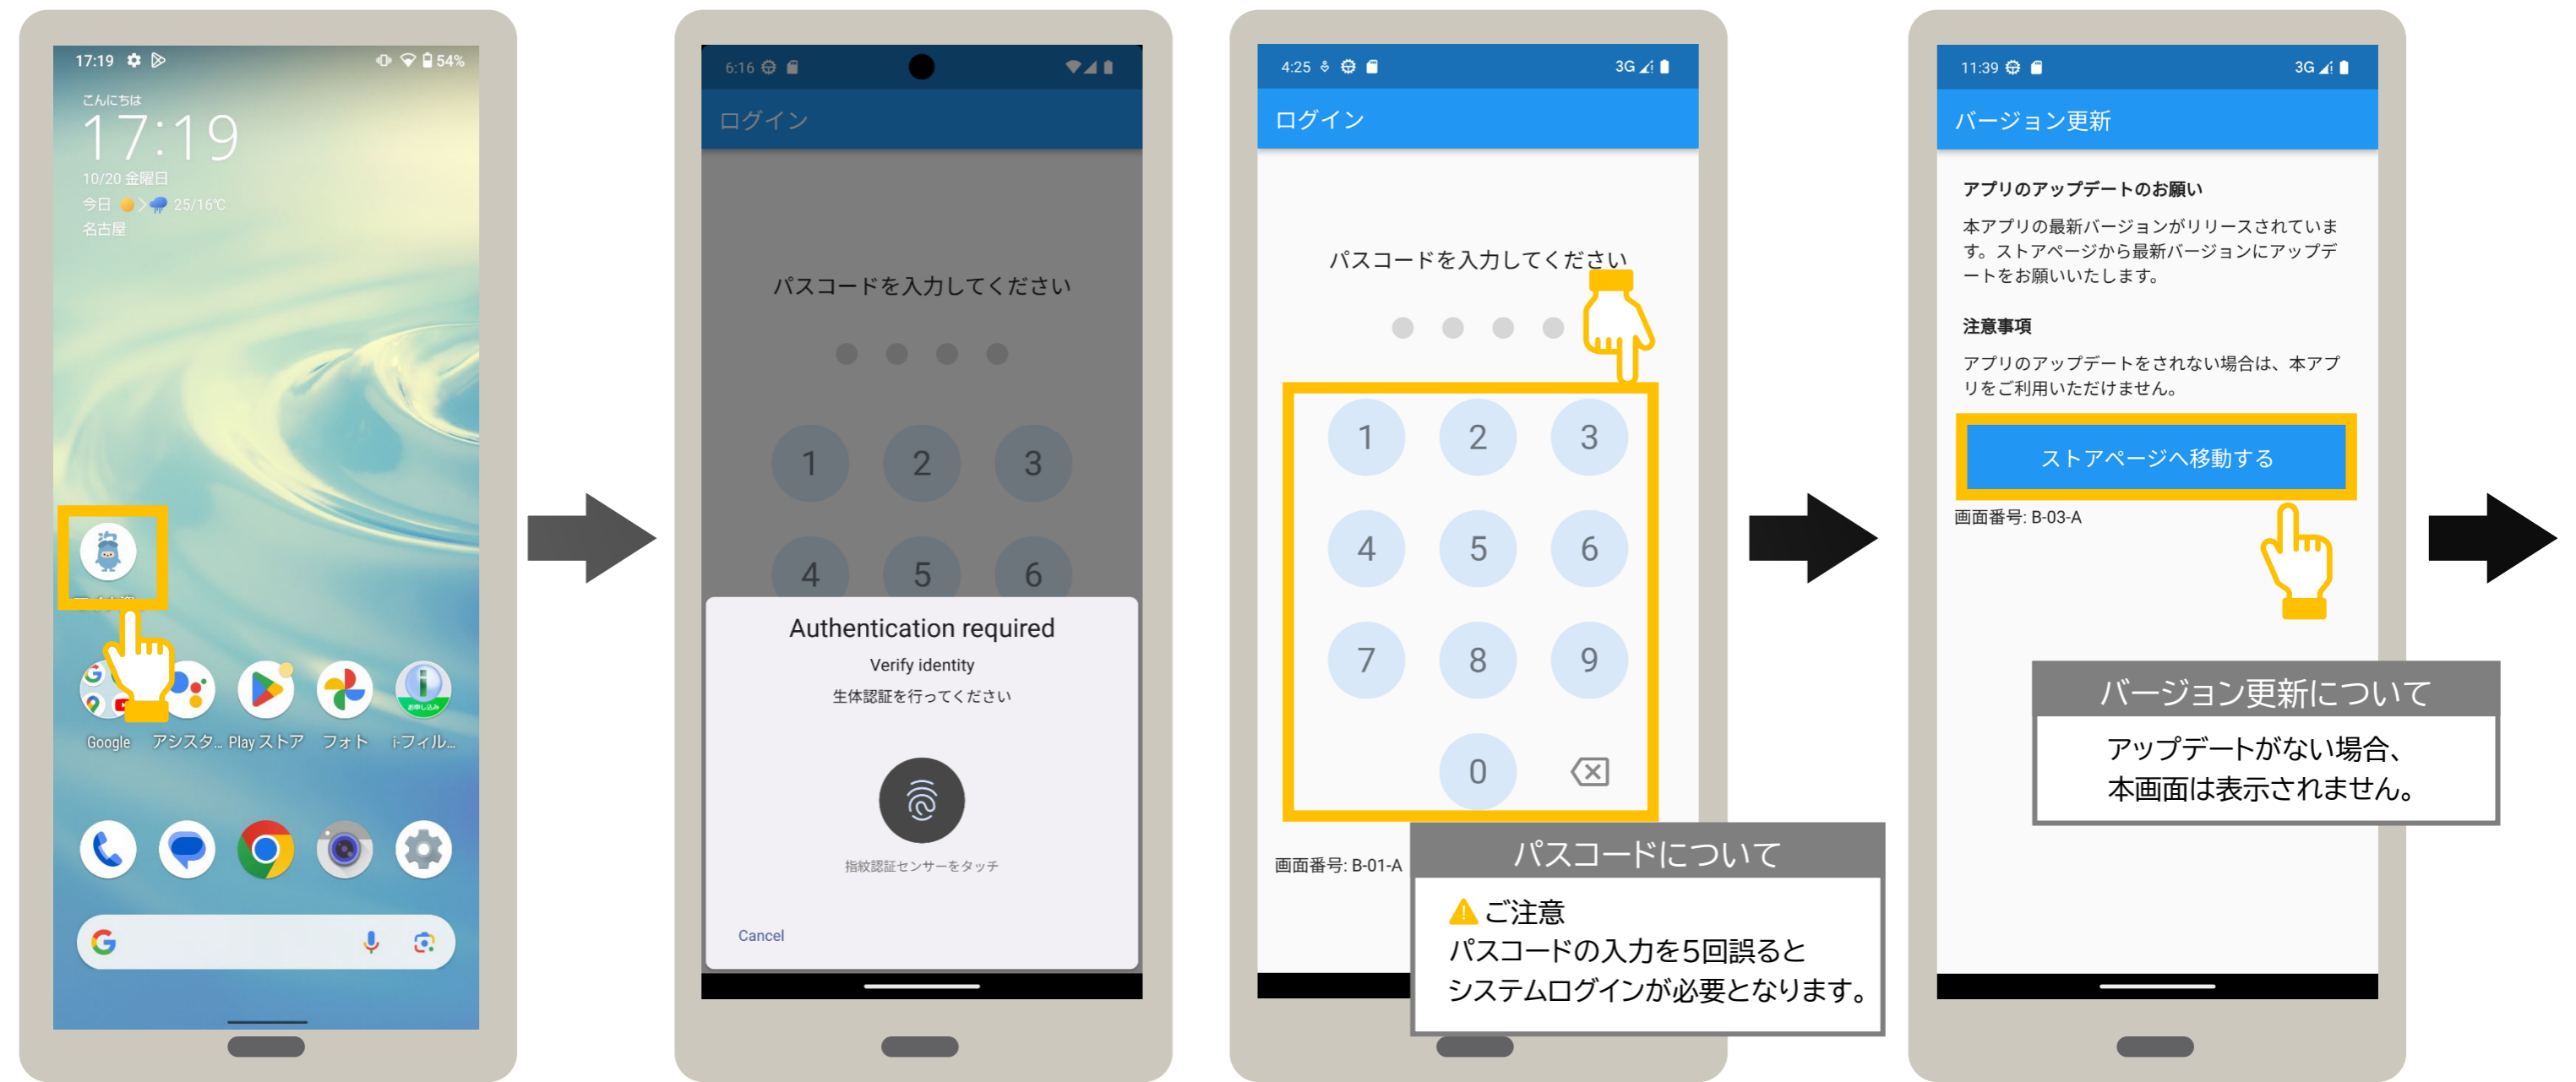 17:19
54%
こんにちは
17:19
10/20 金曜日
今日
25/16℃
名古屋
Google
アシスタ…
Play ストア
フォト
お申し込み
i-フィル…
6:16
ログイン
パスコードを入力してください
1 2 3
4 5 6
Authentication required
Verify identity
生体認証を行ってください
指紋認証センサーをタッチ
Cancel
4:25
3G
ログイン
パスコードを入力してください
1 2 3
4 5 6
7 8 9
0
画面番号: B-01-A
パスコードについて
ご注意
パスコードの入力を5回誤ると
システムログインが必要となります。
11:39
3G
バージョン更新
アプリのアップデートのお願い
本アプリの最新バージョンがリリースされていま
す。ストアページから最新バージョンにアップデ
ートをお願いいたします。
注意事項
アプリのアップデートをされない場合は、本アプ
リをご利用いただけません。
ストアページへ移動する
画面番号: B-03-A
バージョン更新について
アップデートがない場合、
本画面は表示されません。